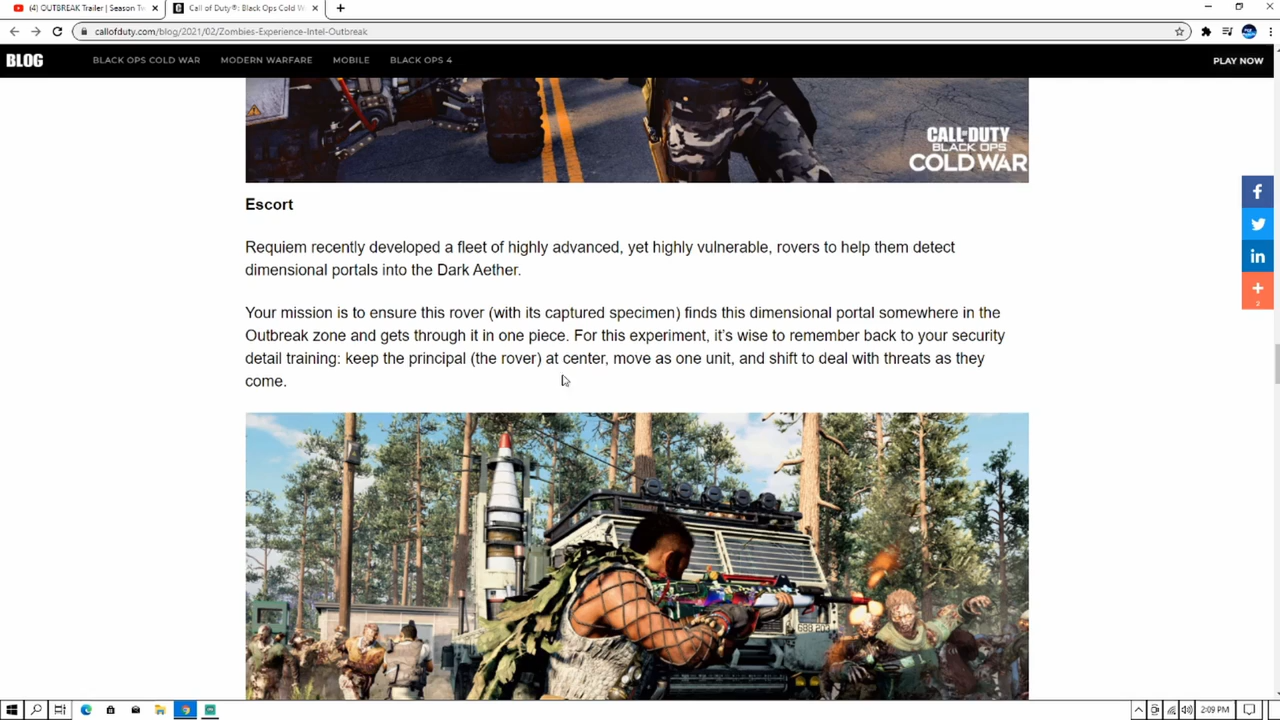 (4) OUTBREAK Trailer | Season Tw
Call of Duty®: Black Ops Cold W
callofduty.com/blog/2021/02/Zombies-Experience-Intel-Outbreak
BLOG
BLACK OPS COLD WAR
MODERN WARFARE
MOBILE
BLACK OPS 4
PLAY NOW
CALL OF DUTY
BLACK OPS
COLD WAR
Escort
Requiem recently developed a fleet of highly advanced, yet highly vulnerable, rovers to help them detect
dimensional portals into the Dark Aether.
Your mission is to ensure this rover (with its captured specimen) finds this dimensional portal somewhere in the
Outbreak zone and gets through it in one piece. For this experiment, it's wise to remember back to your security
detail training: keep the principal (the rover) at center, move as one unit, and shift to deal with threats as they
come.
2:09 PM